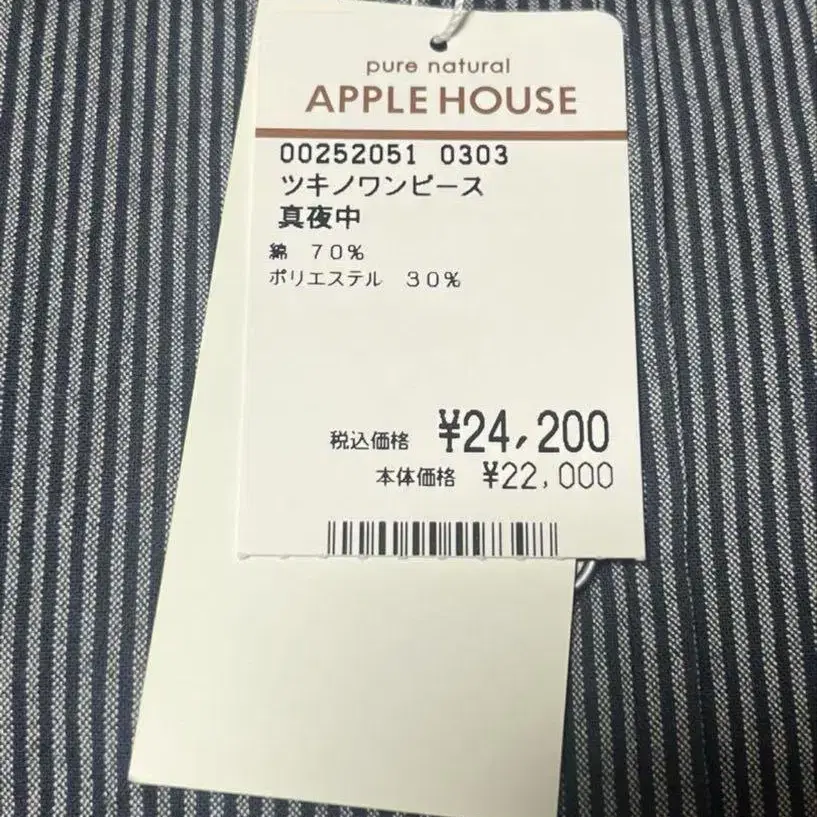 pure natural
APPLE HOUSE
00252051 0303
ツキノワンピース
真夜中
綿 70%
ポリエステル 30%
税込価格 ¥24,200
本体価格 ¥22,000